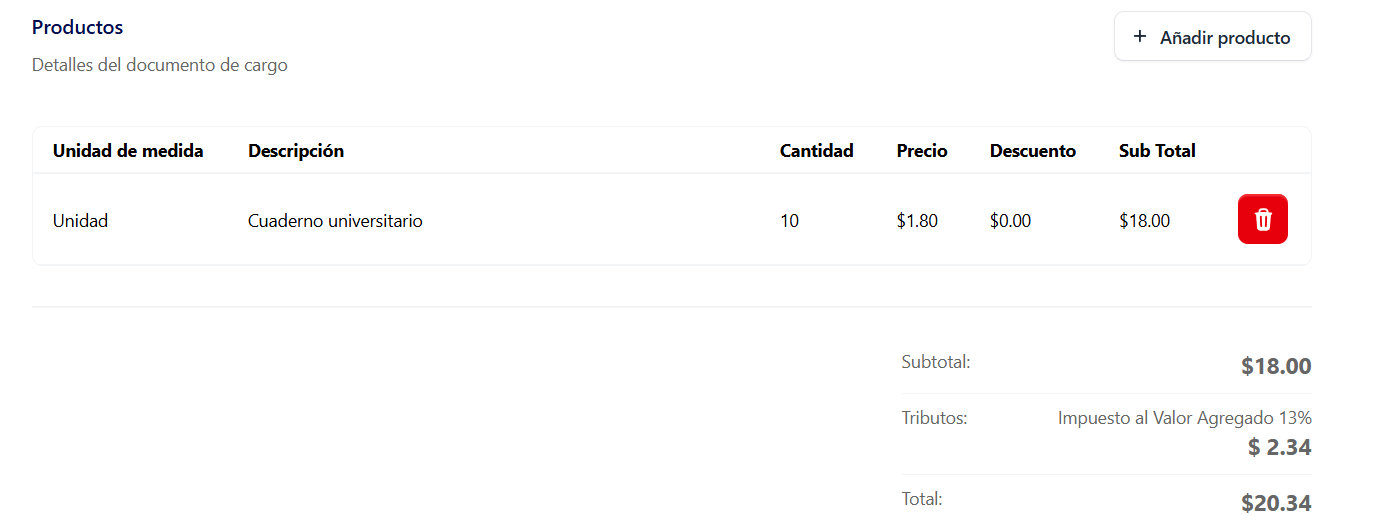 Productos
+ Añadir producto
Detalles del documento de cargo
Unidad de medida Descripción Cantidad Precio Descuento Sub Total
Unidad Cuaderno universitario 10 $1.80 $0.00 $18.00
Subtotal: $18.00
Tributos: Impuesto al Valor Agregado 13%
$ 2.34
Total: $20.34